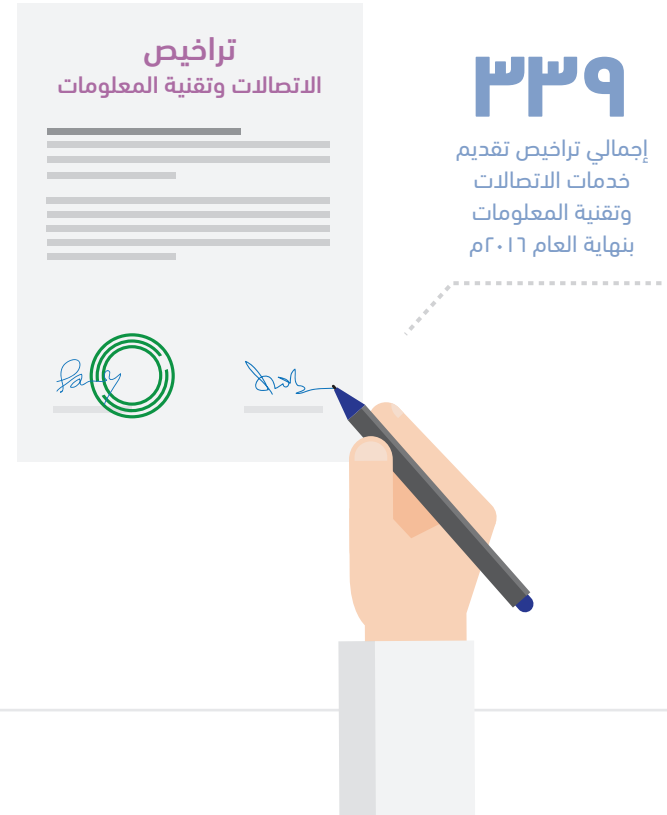 تراخيص
الاتصالات وتقنية المعلومات
٣٣٩
إجمالي تراخيص تقديم
خدمات الاتصالات
وتقنية المعلومات
بنهاية العام ٢٠١٦م